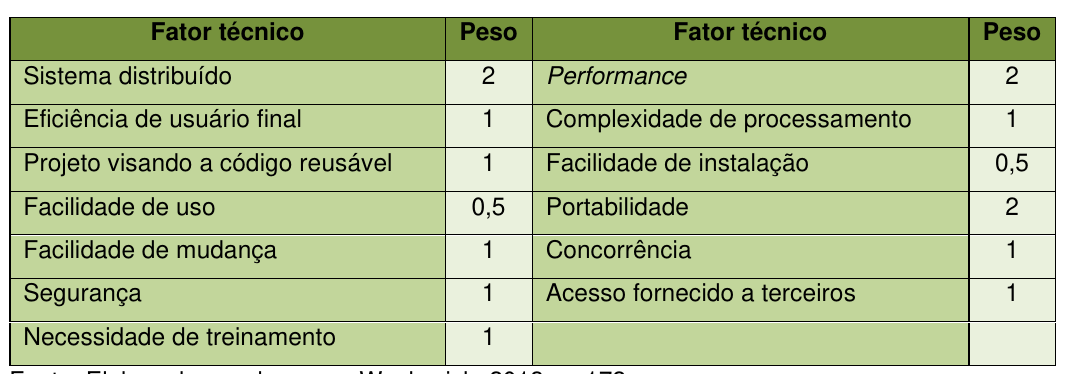 Fator técnico Peso Fator técnico Peso
Sistema distribuído 2 Performance 2
Eficiência de usuário final 1 Complexidade de processamento 1
Projeto visando a código reusável 1 Facilidade de instalação 0,5
Facilidade de uso 0,5 Portabilidade 2
Facilidade de mudança 1 Concorrência 1
Segurança 1 Acesso fornecido a terceiros 1
Necessidade de treinamento 1